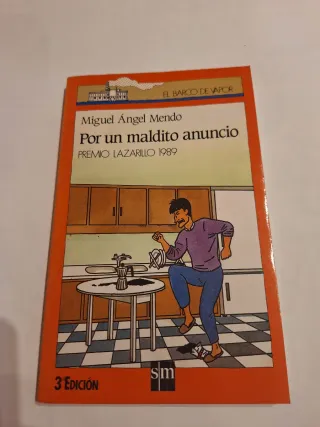 EL BARCO DE VAPOR
Miguel Ángel Mendo
Por un maldito anuncio
PREMIO LAZARILLO 1989
3ª EDICIÓN
sm